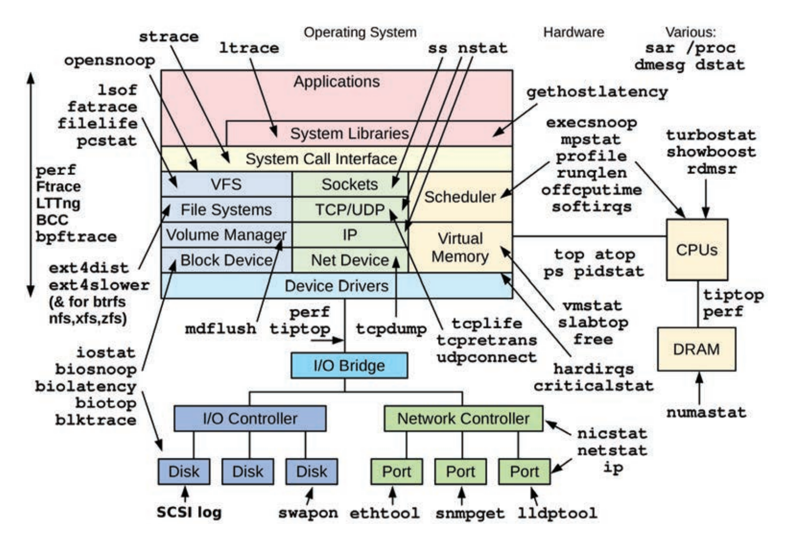 Operating System
Hardware
Various:
sar /proc
dmesg dstat
strace
ltrace
ss nstat
opensnoop
lsof
fatrace
filelife
pcstat
gethostlatency
Applications
System Libraries
System Call Interface
VFS
Sockets
Scheduler
File Systems
TCP/UDP
Volume Manager
IP
Virtual
Memory
Block Device
Net Device
Device Drivers
perf
Ftrace
LTTng
BCC
bpftrace
execsnoop
mpstat
profile
runqlen
offcputime
softirqs
turbostat
showboost
rdmsr
CPUs
top atop
ps pidstat
ext4dist
ext4slower
(& for btrfs
nfs,xfs,zfs)
mdflush
perf
tiptop
tcpdump
tcplife
tcpretrans
udpconnect
vmstat
slabtop
free
tiptop
perf
DRAM
hardirqs
criticalstat
numastat
iostat
biosnoop
biolatency
biotop
blktrace
I/O Bridge
I/O Controller
Network Controller
nicstat
netstat
ip
Disk
Disk
Disk
Port
Port
Port
SCSI log
swapon
ethtool
snmpget
lldptool